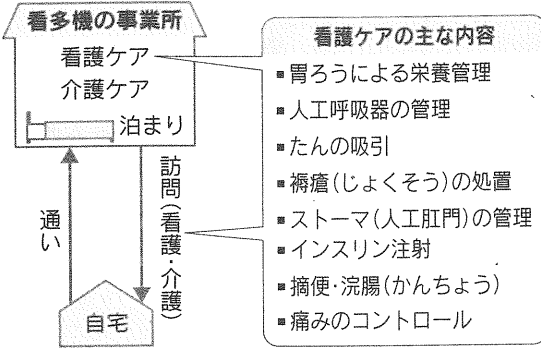 看多機の事業所
看護ケア
介護ケア
泊まり
通い
訪問(看護・介護)
自宅
看護ケアの主な内容
▪胃ろうによる栄養管理
▪人工呼吸器の管理
▪たんの吸引
▪褥瘡(じょくそう)の処置
▪ストーマ(人工肛門)の管理
▪インスリン注射
▪摘便・浣腸(かんちょう)
▪痛みのコントロール